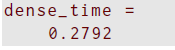 dense_time =
0.2792